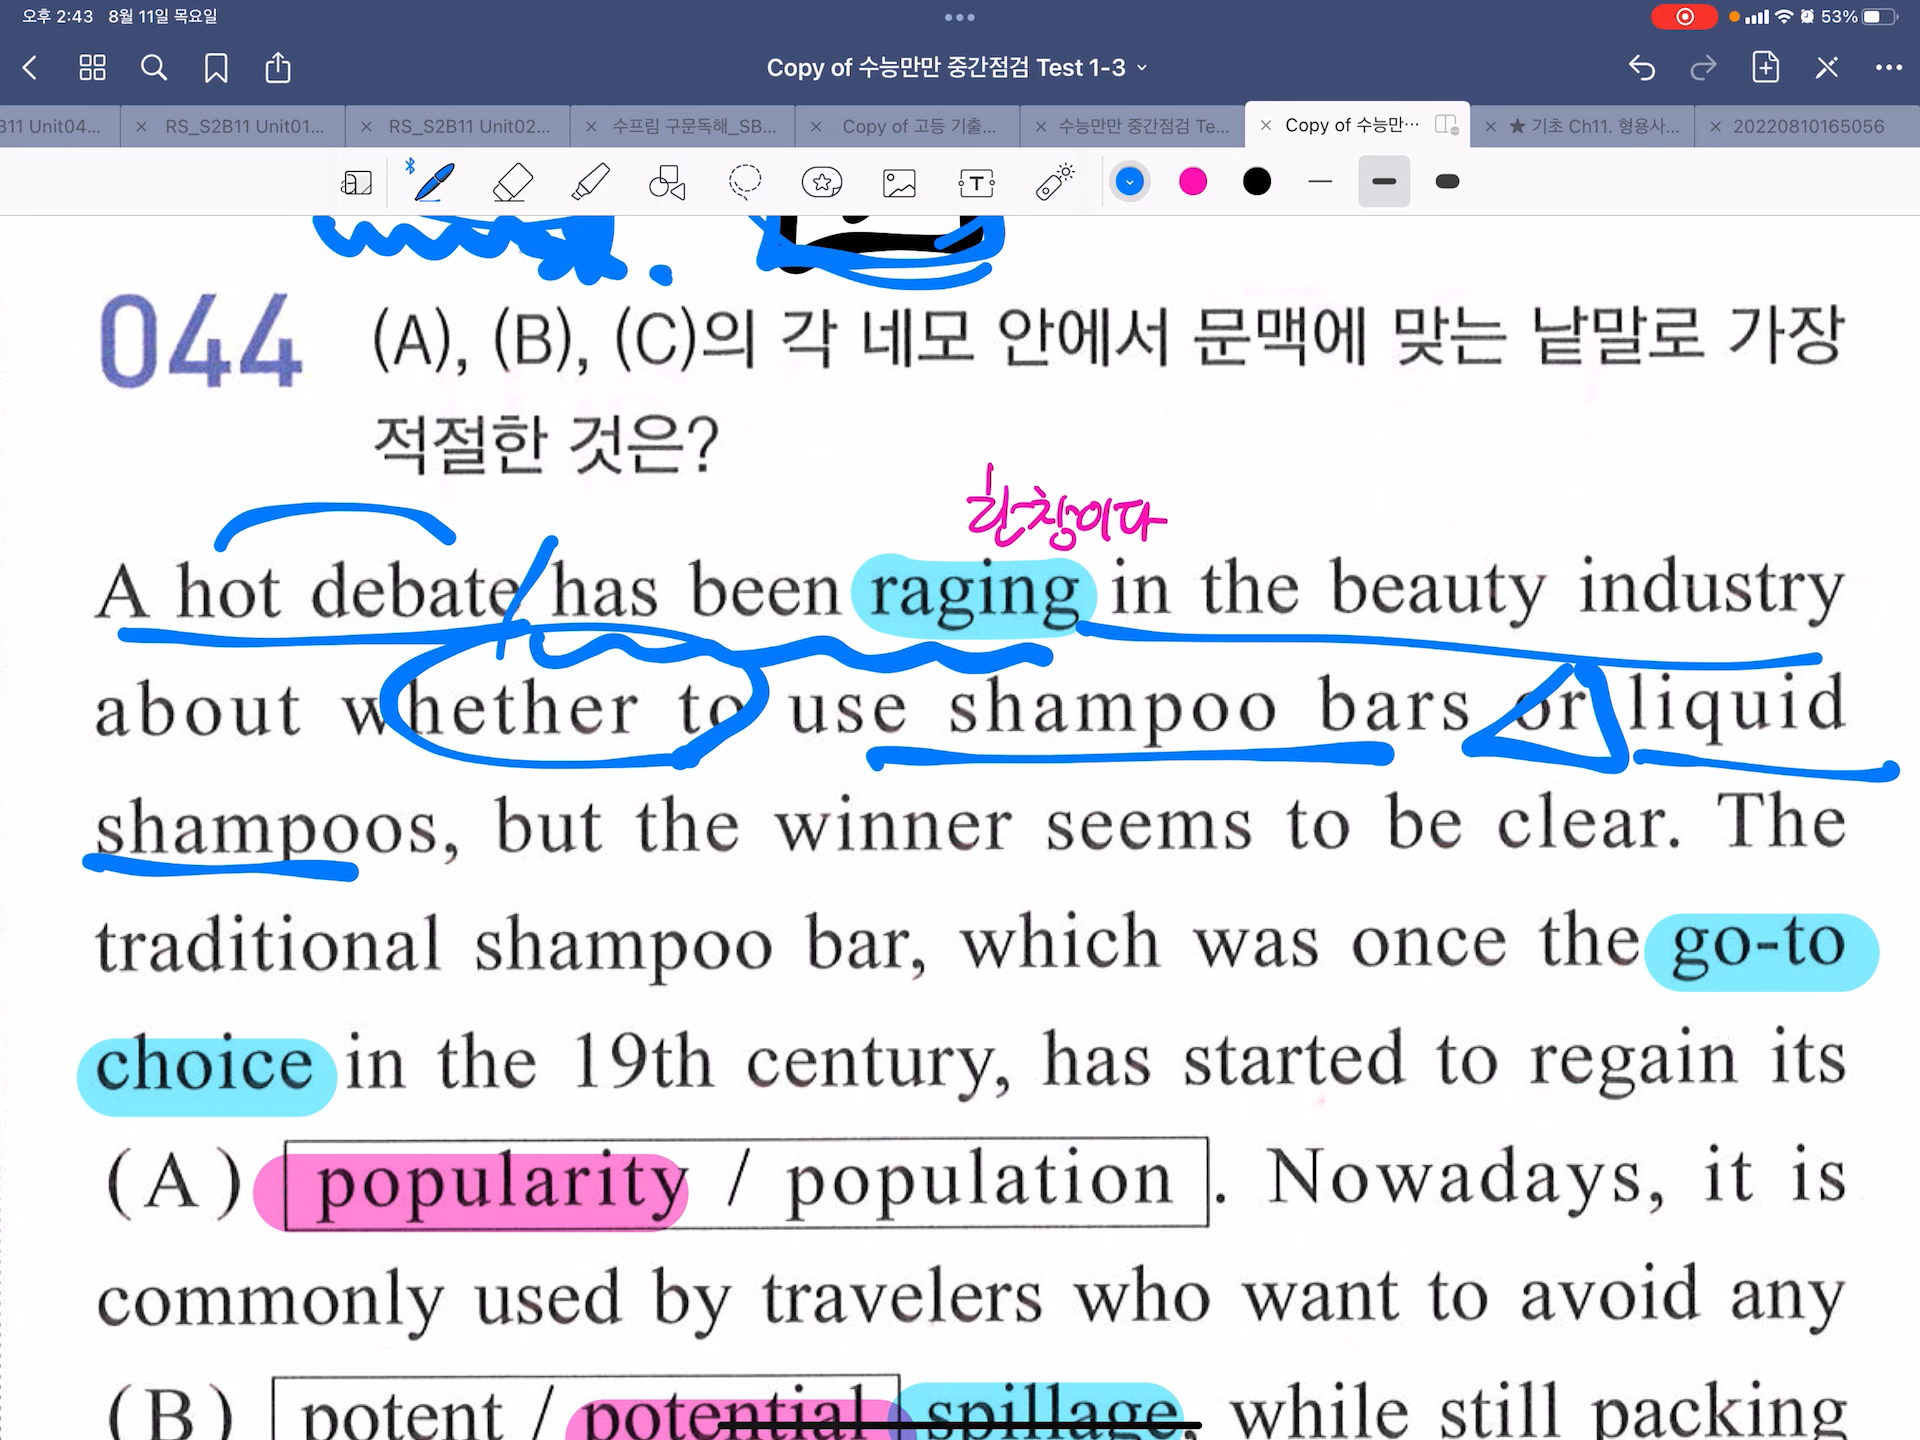 오후 2:43 8월 11일 목요일
53%
Copy of 수능만만 중간점검 Test 1-3
B11 Unit04...
RS_S2B11 Unit01...
RS_S2B11 Unit02...
수프림 구문독해_SB...
Copy of 고등 기출...
수능만만 중간점검 Te...
Copy of 수능만...
★ 기초 Ch11. 형용사...
20220810165056
044 (A), (B), (C)의 각 네모 안에서 문맥에 맞는 낱말로 가장
적절한 것은?
한창이다
A hot debate has been raging in the beauty industry
about whether to use shampoo bars or liquid
shampoos, but the winner seems to be clear. The
traditional shampoo bar, which was once the go-to
choice in the 19th century, has started to regain its
(A) popularity / population . Nowadays, it is
commonly used by travelers who want to avoid any
(B) potent / potential spillage, while still packing